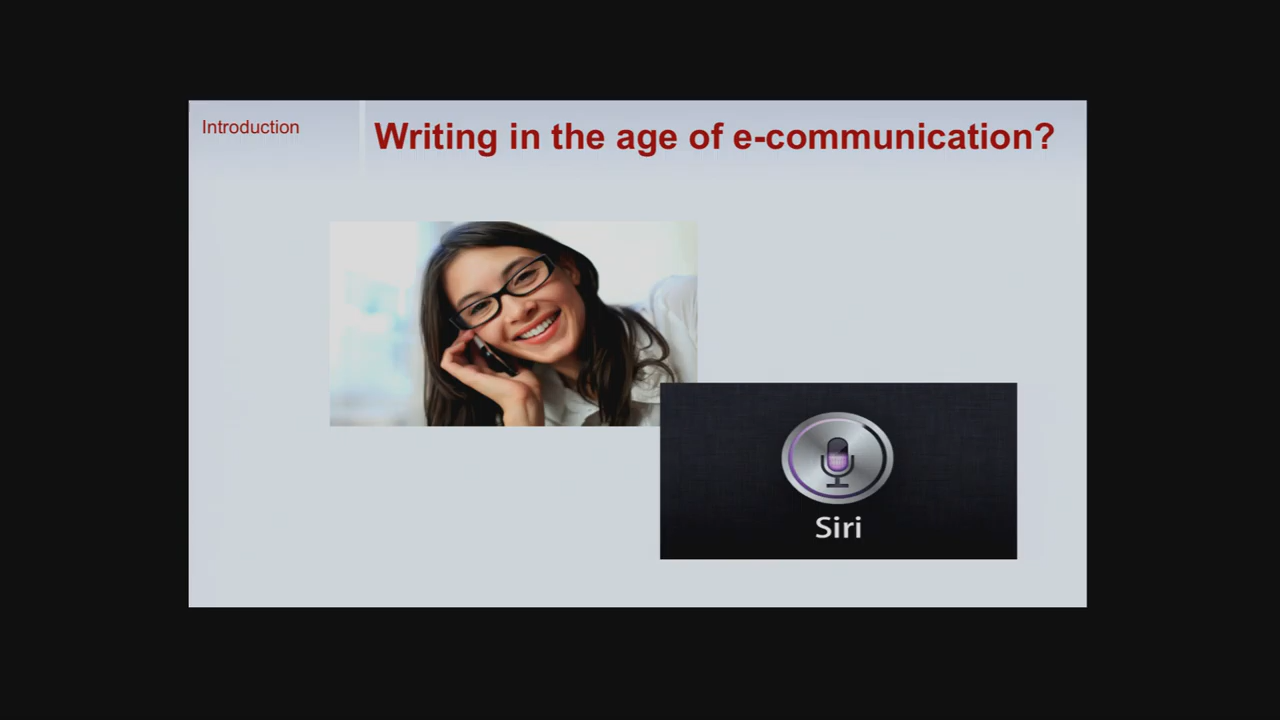 Introduction
Writing in the age of e-communication?
Siri